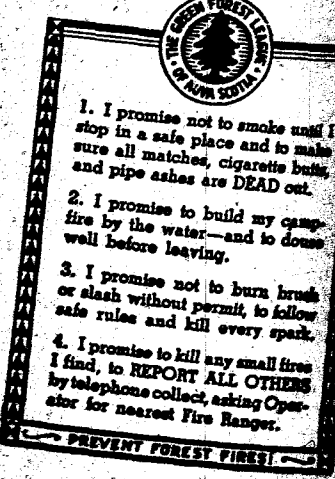 THE GREEN FOREST LEAGUE
OF NOVA SCOTIA
1. I promise not to smoke until I
stop in a safe place and to make
sure all matches, cigarette butts,
and pipe ashes are DEAD out.
2. I promise to build my camp-
fire by the water—and to douse
well before leaving.
3. I promise not to burn brush
or slash without permit, to follow
safe rules and kill every spark.
4. I promise to kill any small fires
I find, to REPORT ALL OTHERS
by telephone collect, asking Oper-
ator for nearest Fire Ranger.
PREVENT FOREST FIRES!